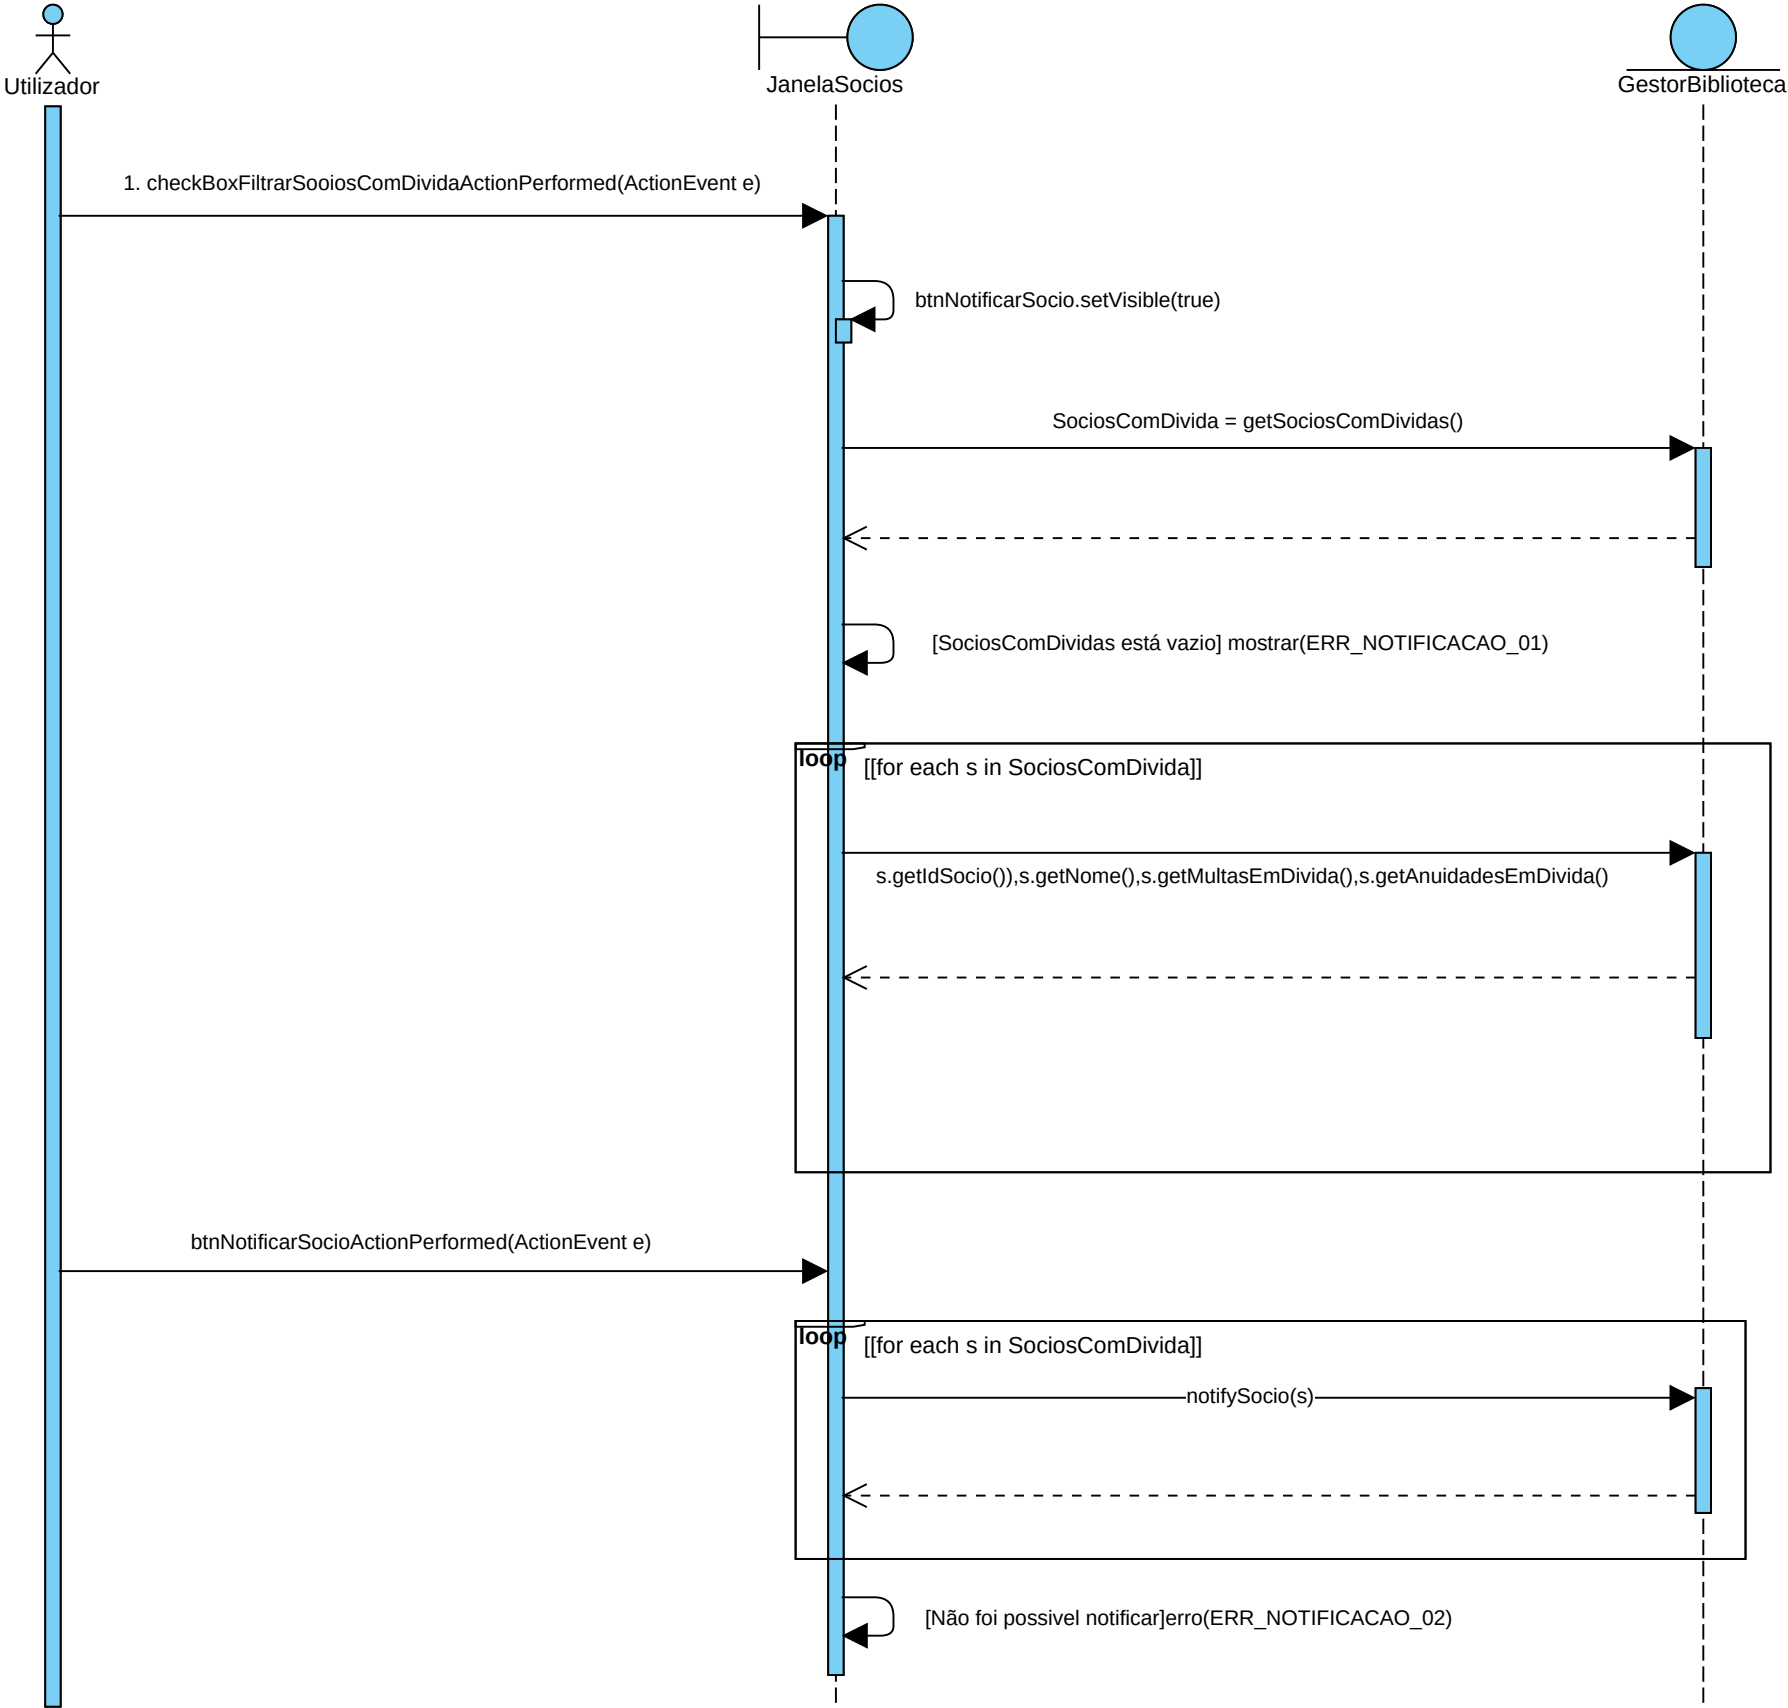 Utilizador
JanelaSocios
GestorBiblioteca
1. checkBoxFiltrarSooiosComDividaActionPerformed(ActionEvent e)
btnNotificarSocio.setVisible(true)
SociosComDivida = getSociosComDividas()
[SociosComDividas está vazio] mostrar(ERR_NOTIFICACAO_01)
loop
[[for each s in SociosComDivida]]
s.getIdSocio()),s.getNome(),s.getMultasEmDivida(),s.getAnuidadesEmDivida()
btnNotificarSocioActionPerformed(ActionEvent e)
loop
[[for each s in SociosComDivida]]
notifySocio(s)
[Não foi possivel notificar]erro(ERR_NOTIFICACAO_02)